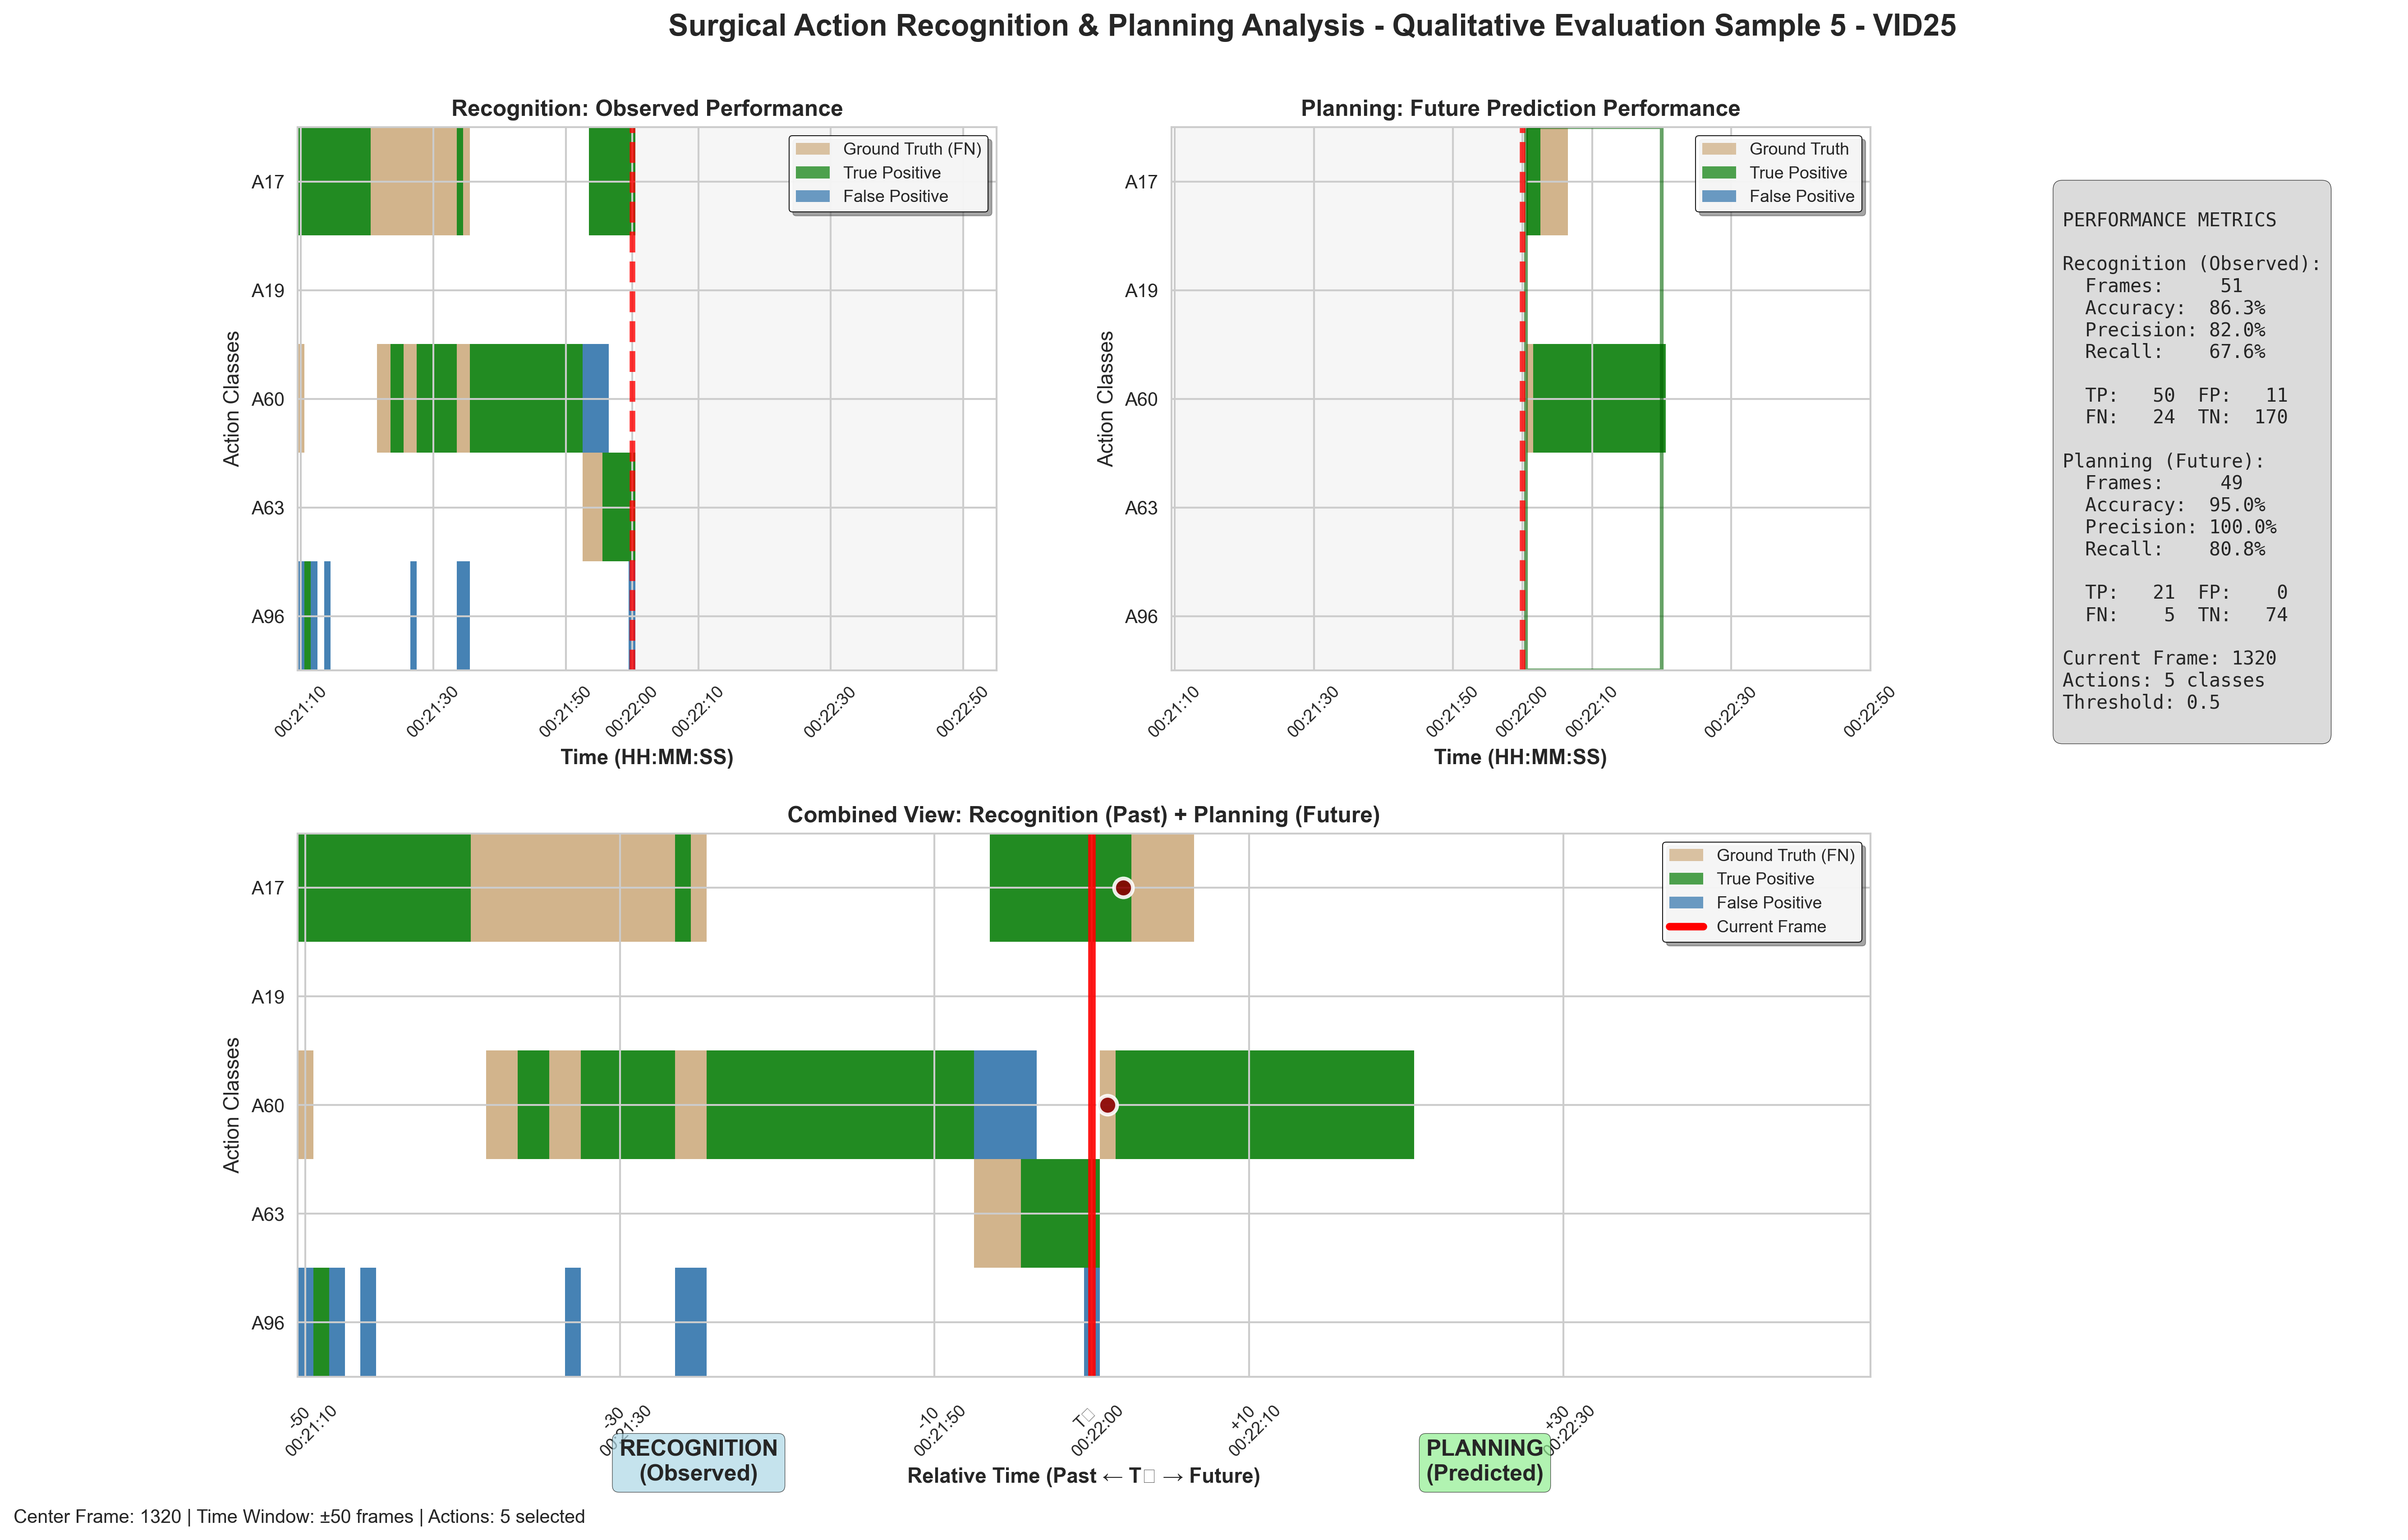 Surgical Action Recognition & Planning Analysis - Qualitative Evaluation Sample 5 - VID25
Recognition: Observed Performance
Ground Truth (FN)
True Positive
False Positive
A17
A19
A60
A63
A96
Action Classes
00:21:10
00:21:30
00:21:50
00:22:00
00:22:10
00:22:30
00:22:50
Time (HH:MM:SS)
Planning: Future Prediction Performance
Ground Truth
True Positive
False Positive
A17
A19
A60
A63
A96
Action Classes
00:21:10
00:21:30
00:21:50
00:22:00
00:22:10
00:22:30
00:22:50
Time (HH:MM:SS)
PERFORMANCE METRICS
Recognition (Observed):
Frames: 51
Accuracy: 86.3%
Precision: 82.0%
Recall: 67.6%
TP: 50 FP: 11
FN: 24 TN: 170
Planning (Future):
Frames: 49
Accuracy: 95.0%
Precision: 100.0%
Recall: 80.8%
TP: 21 FP: 0
FN: 5 TN: 74
Current Frame: 1320
Actions: 5 classes
Threshold: 0.5
Combined View: Recognition (Past) + Planning (Future)
Ground Truth (FN)
True Positive
False Positive
Current Frame
A17
A19
A60
A63
A96
Action Classes
-50
00:21:10
-30
00:21:30
-10
00:21:50
T□
00:22:00
+10
00:22:10
+30
00:22:30
RECOGNITION
(Observed)
Relative Time (Past ← T□ → Future)
PLANNING
(Predicted)
Center Frame: 1320 | Time Window: ±50 frames | Actions: 5 selected